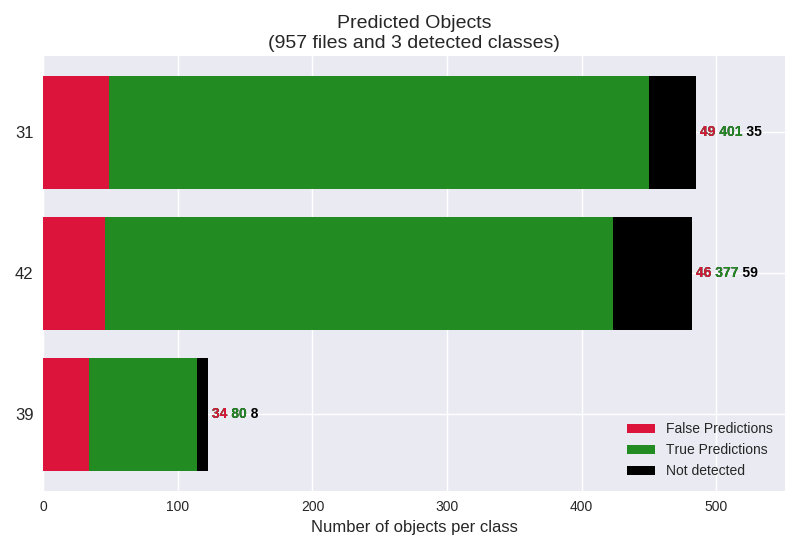 Predicted Objects
(957 files and 3 detected classes)
31
49 401 35
42
46 377 59
39
34 80 8
False Predictions
True Predictions
Not detected
0 100 200 300 400 500
Number of objects per class